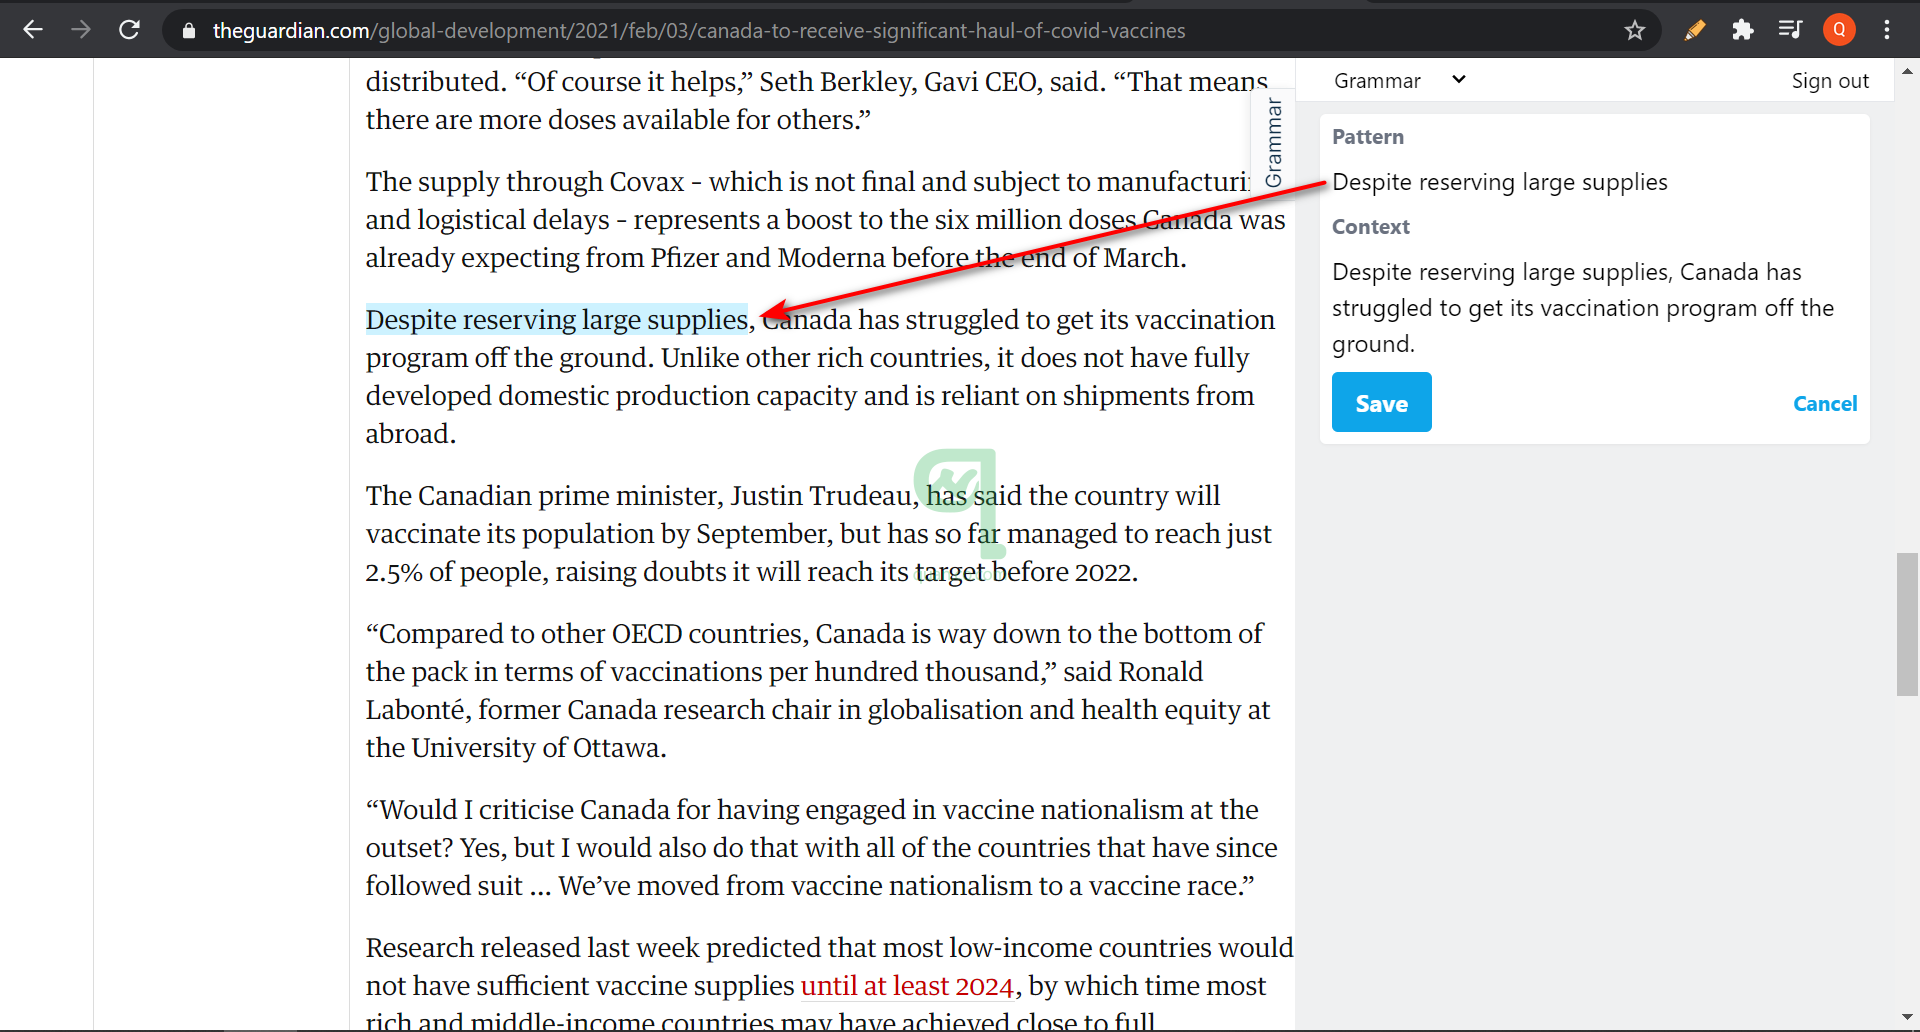 theguardian.com/global-development/2021/feb/03/canada-to-receive-significant-haul-of-covid-vaccines
Q
distributed. “Of course it helps,” Seth Berkley, Gavi CEO, said. “That means
there are more doses available for others.”
The supply through Covax – which is not final and subject to manufacturi
and logistical delays – represents a boost to the six million doses Canada was
already expecting from Pfizer and Moderna before the end of March.
Despite reserving large supplies, Canada has struggled to get its vaccination
program off the ground. Unlike other rich countries, it does not have fully
developed domestic production capacity and is reliant on shipments from
abroad.
The Canadian prime minister, Justin Trudeau, has said the country will
vaccinate its population by September, but has so far managed to reach just
2.5% of people, raising doubts it will reach its target before 2022.
“Compared to other OECD countries, Canada is way down to the bottom of
the pack in terms of vaccinations per hundred thousand,” said Ronald
Labonté, former Canada research chair in globalisation and health equity at
the University of Ottawa.
“Would I criticise Canada for having engaged in vaccine nationalism at the
outset? Yes, but I would also do that with all of the countries that have since
followed suit ... We’ve moved from vaccine nationalism to a vaccine race.”
Research released last week predicted that most low-income countries would
not have sufficient vaccine supplies until at least 2024, by which time most
rich and middle-income countries may have achieved close to full
Grammar
Grammar
Sign out
Pattern
Despite reserving large supplies
Context
Despite reserving large supplies, Canada has
struggled to get its vaccination program off the
ground.
Save
Cancel